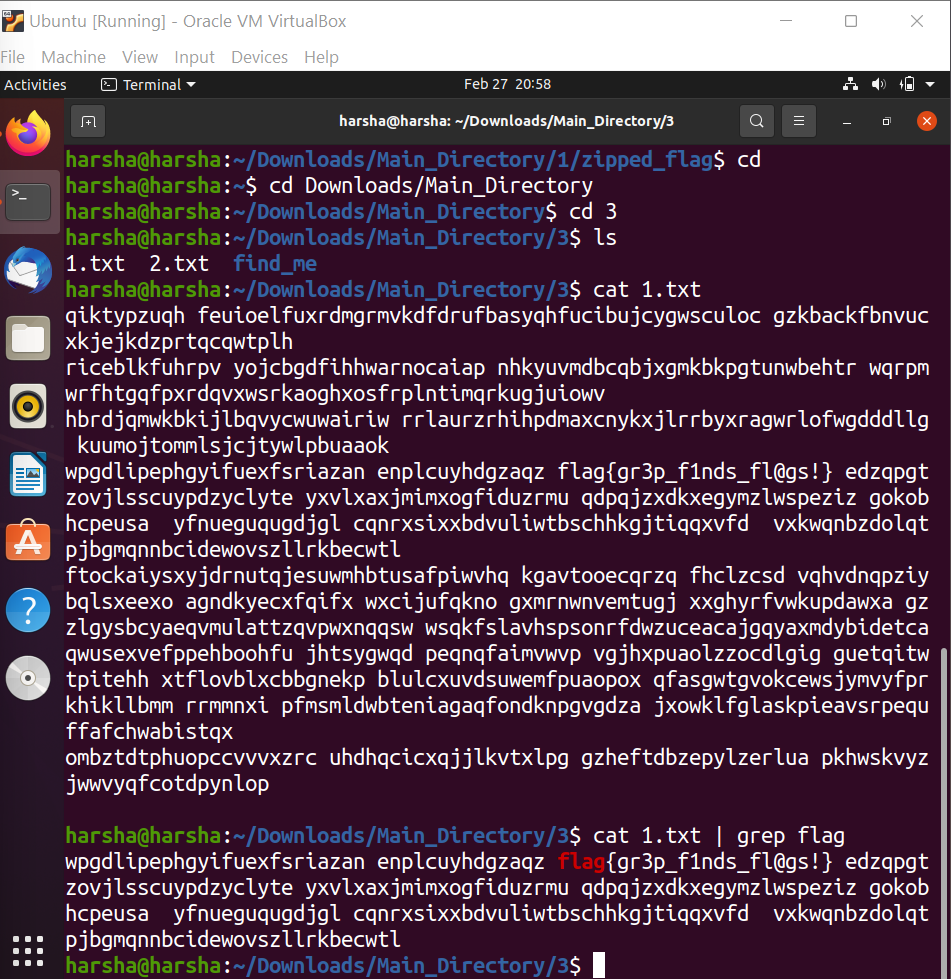 Ubuntu [Running] - Oracle VM VirtualBox
File Machine View Input Devices Help
Activities Terminal Feb 27 20:58
harsha@harsha: ~/Downloads/Main_Directory/3
harsha@harsha:~/Downloads/Main_Directory/1/zipped_flag$ cd
harsha@harsha:~$ cd Downloads/Main_Directory
harsha@harsha:~/Downloads/Main_Directory$ cd 3
harsha@harsha:~/Downloads/Main_Directory/3$ ls
1.txt  2.txt  find_me
harsha@harsha:~/Downloads/Main_Directory/3$ cat 1.txt
qiktypzuqh feuioelfuxrdmgrmvkdfdrufbasyqhfucibujcygwsculoc gzkbackfbnvuc
xkjejkdzprtqcqwtplh
riceblkfuhrpv yojcbgdfihhwarnocaiap nhkyuvmdbcqbjxgmkbkpgtunwbehtr wqrpm
wrfhtgqfpxrdqvxwsrkaoghxosfrplntimqrkugjuiowv
hbrdjqmwkbkijlbqvycwuwairiw rrlaurzrhihpdmaxcnykxjlrrbyxragwrlofwgdddllg
 kuumojtommlsjcjtywlpbuaaok
wpgdlipephgyifuexfsriazan enplcuyhdgzaqz flag{gr3p_f1nds_fl@gs!} edzqpgt
zovjlsscuypdzyclyte yxvlxaxjmimxogfiduzrmu qdpqjzxdkxegymzlwspeziz gokob
hcpeusa  yfnueguqugdjgl cqnrxsixxbdvuliwtbschhkgjtiqqxvfd  vxkwqnbzdolqt
pjbgmqnnbcidewovszllrkbecwtl
ftockaiysxyjdrnutqjesuwmhbtusafpiwvhq kgavtooecqrzq fhclzcsd vqhvdnqpziy
bqlsxeexo agndkyecxfqifx wxcijufqkno gxmrnwnvemtugj xxghyrfvwkupdawxa gz
zlgysbcyaeqvmulattzqvpwxnqqsw wsqkfslavhspsonrfdwzuceacajgqyaxmdybidetca
qwusexvefppehboohfu jhtsygwqd peqnqfaimvwvp vgjhxpuaolzzocdlgig guetqitw
tpitehh xtflovblxcbbgnekp blulcxuvdsuwemfpuaopox qfasgwtgvokcewsjymvyfpr
khikllbmm rrmmnxi pfmsmldwbteniagaqfondknpgvgdza jxowklfglaskpieavsrpequ
ffafchwabistqx
ombztdtphuopccvvvxzrc uhdhqcicxqjjlkvtxlpg gzheftdbzepylzerlua pkhwskvyz
jwwvyqfcotdpynlop
harsha@harsha:~/Downloads/Main_Directory/3$ cat 1.txt | grep flag
wpgdlipephgyifuexfsriazan enplcuyhdgzaqz flag{gr3p_f1nds_fl@gs!} edzqpgt
zovjlsscuypdzyclyte yxvlxaxjmimxogfiduzrmu qdpqjzxdkxegymzlwspeziz gokob
hcpeusa  yfnueguqugdjgl cqnrxsixxbdvuliwtbschhkgjtiqqxvfd  vxkwqnbzdolqt
pjbgmqnnbcidewovszllrkbecwtl
harsha@harsha:~/Downloads/Main_Directory/3$